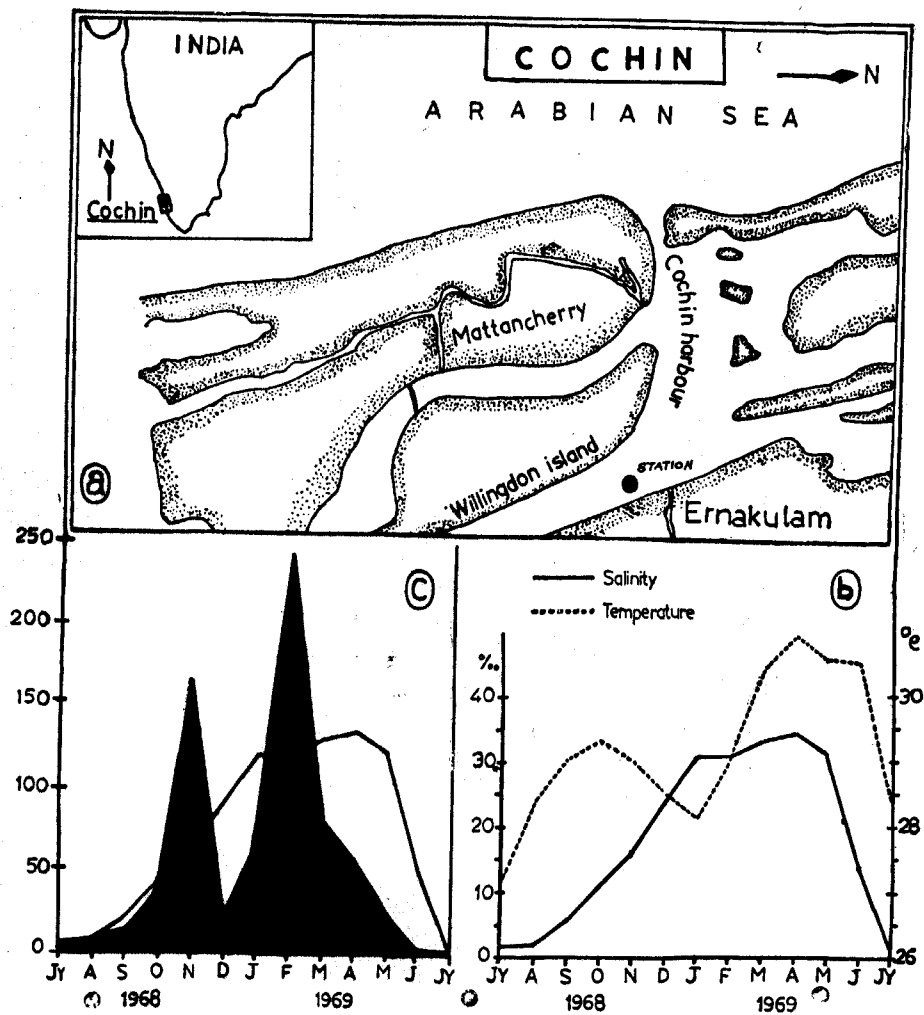 INDIA
COCHIN
N
ARABIAN SEA
N
Cochin
Cochin harbour
Mattancherry
Willingdon island
STATION
Ernakulam
a
250
200
150
100
50
0
c
JY A S O N D J F M A M J JY
1968 1969
Salinity
Temperature
b
‰
40
30
20
10
0
°c
30
28
26
JY A S O N D J F M A M J JY
1968 1969